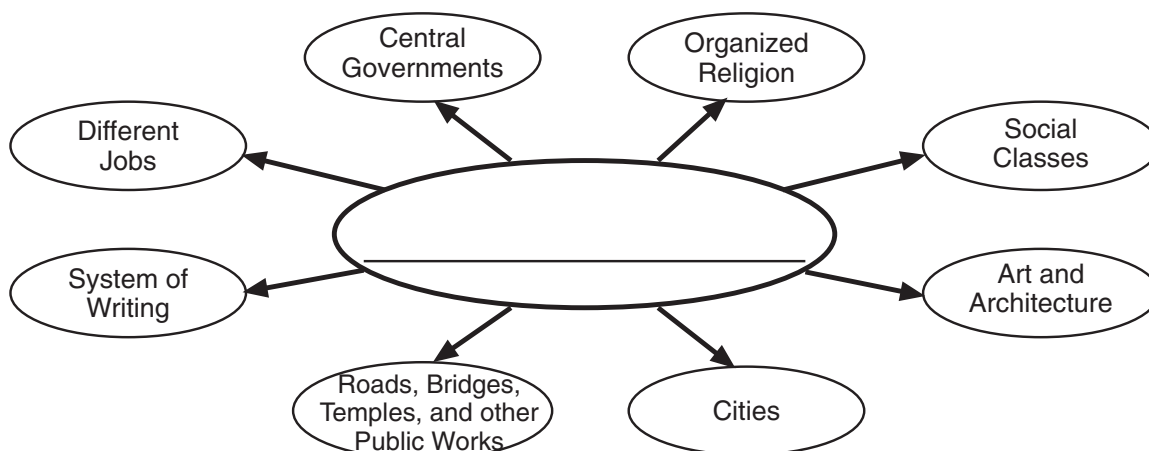 Central
Governments
Organized
Religion
Different
Jobs
Social
Classes
System of
Writing
Art and
Architecture
Roads, Bridges,
Temples, and other
Public Works
Cities